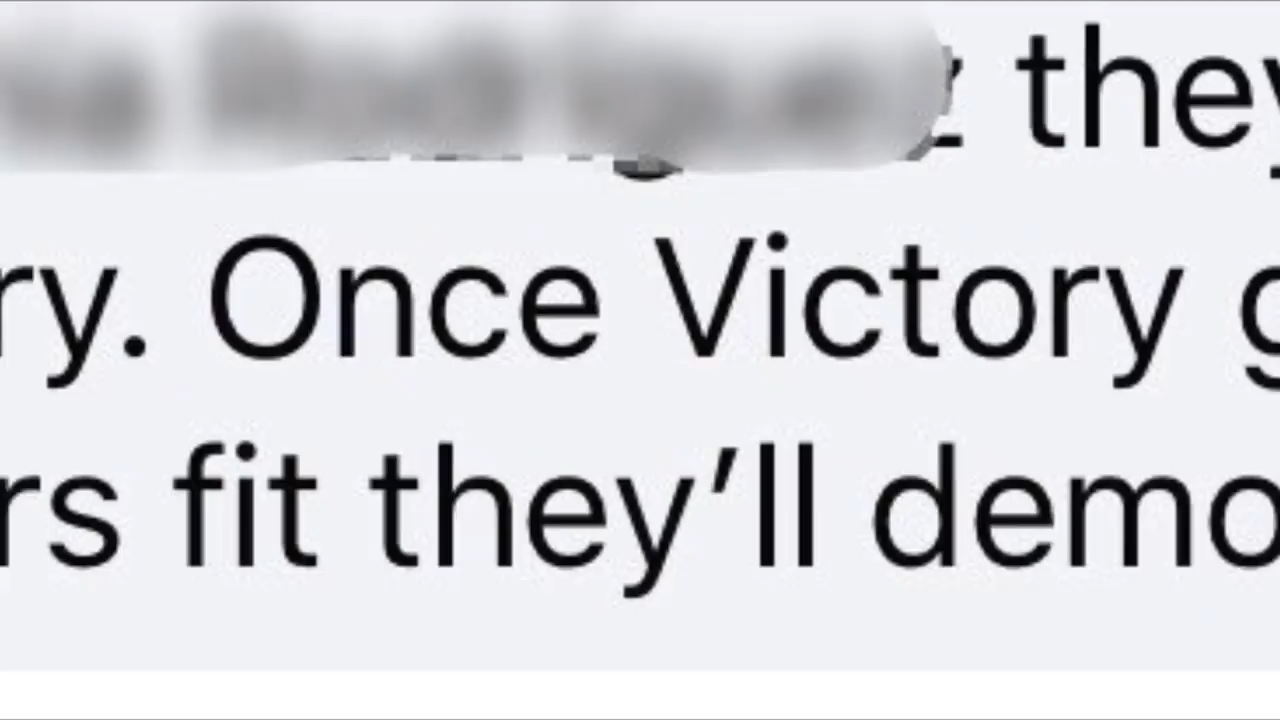 they
ry. Once Victory g
rs fit they’ll demo